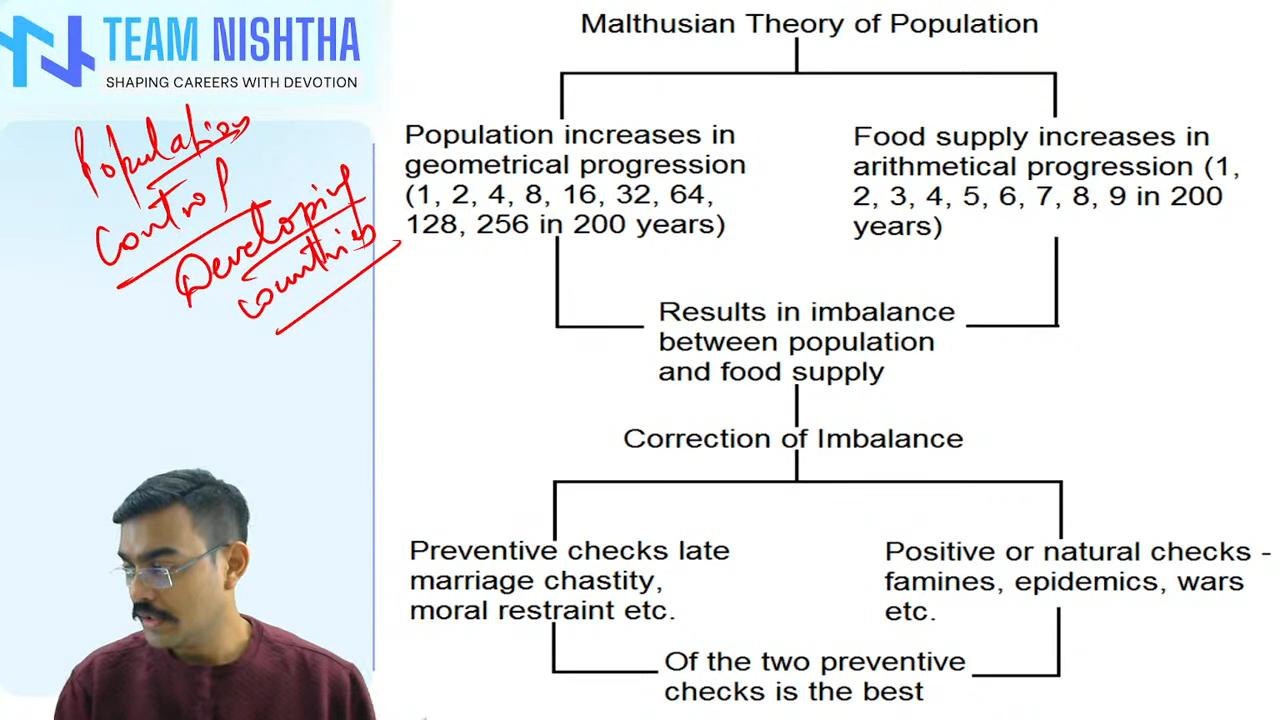 TEAM NISHTHA
SHAPING CAREERS WITH DEVOTION
Population
Control
Developing
Countries
Malthusian Theory of Population
Population increases in
geometrical progression
(1, 2, 4, 8, 16, 32, 64,
128, 256 in 200 years)
Food supply increases in
arithmetical progression (1,
2, 3, 4, 5, 6, 7, 8, 9 in 200
years)
Results in imbalance
between population
and food supply
Correction of Imbalance
Preventive checks late
marriage chastity,
moral restraint etc.
Positive or natural checks -
famines, epidemics, wars
etc.
Of the two preventive
checks is the best